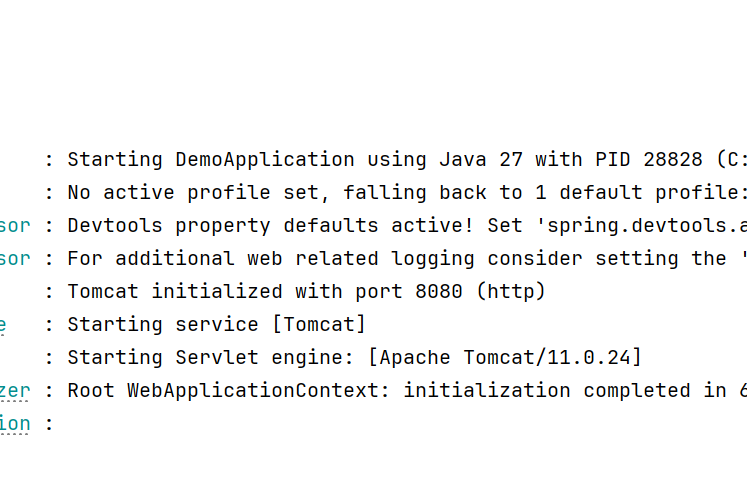 : Starting DemoApplication using Java 27 with PID 28828 (C:
: No active profile set, falling back to 1 default profile:
sor : Devtools property defaults active! Set 'spring.devtools.a
sor : For additional web related logging consider setting the '
: Tomcat initialized with port 8080 (http)
e : Starting service [Tomcat]
: Starting Servlet engine: [Apache Tomcat/11.0.24]
zer : Root WebApplicationContext: initialization completed in 6
ion :